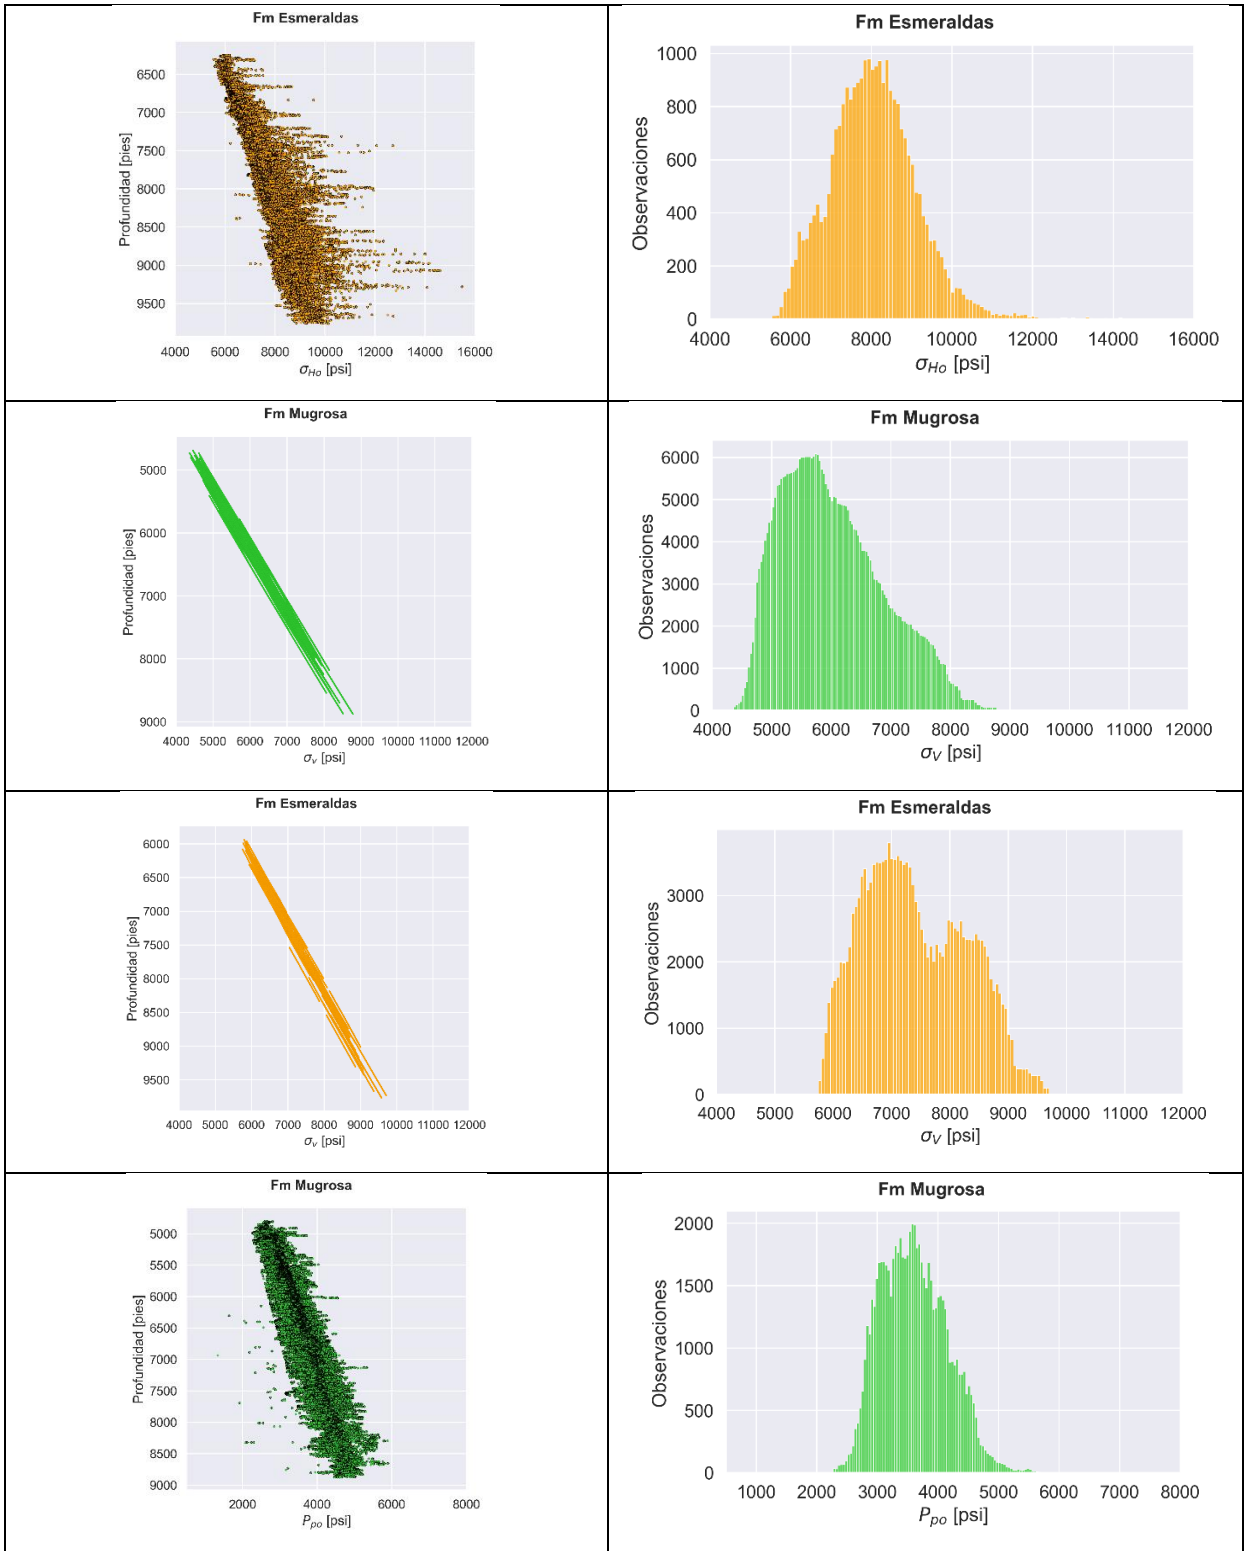 Fm Esmeraldas
6500
7000
7500
8000
8500
9000
9500
Profundidad [pies]
4000 6000 8000 10000 12000 14000 16000
σHo [psi]
Fm Esmeraldas
1000
800
600
400
200
0
Observaciones
4000 6000 8000 10000 12000 14000 16000
σHo [psi]
Fm Mugrosa
5000
6000
7000
8000
9000
Profundidad [pies]
4000 5000 6000 7000 8000 9000 10000 11000 12000
σv [psi]
Fm Mugrosa
6000
5000
4000
3000
2000
1000
0
Observaciones
4000 5000 6000 7000 8000 9000 10000 11000 12000
σV [psi]
Fm Esmeraldas
6000
6500
7000
7500
8000
8500
9000
9500
Profundidad [pies]
4000 5000 6000 7000 8000 9000 10000 11000 12000
σv [psi]
Fm Esmeraldas
3000
2000
1000
0
Observaciones
4000 5000 6000 7000 8000 9000 10000 11000 12000
σV [psi]
Fm Mugrosa
5000
5500
6000
6500
7000
7500
8000
8500
9000
Profundidad [pies]
2000 4000 6000 8000
Ppo [psi]
Fm Mugrosa
2000
1500
1000
500
0
Observaciones
1000 2000 3000 4000 5000 6000 7000 8000
Ppo [psi]